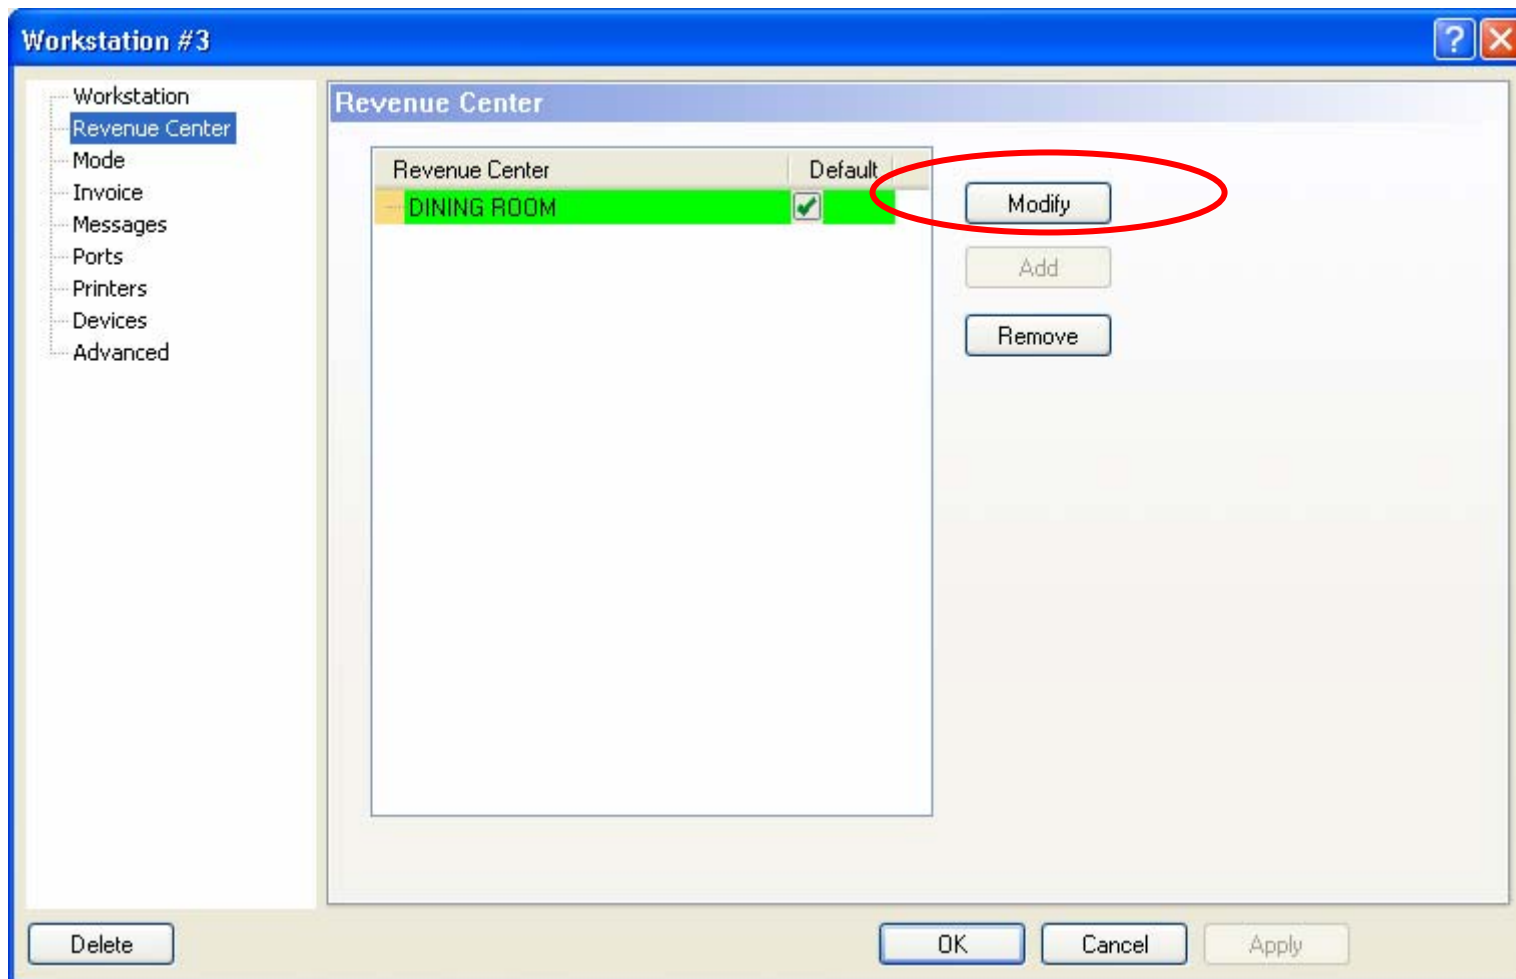 Workstation #3
Workstation
Revenue Center
Mode
Invoice
Messages
Ports
Printers
Devices
Advanced
Revenue Center
Revenue Center Default
DINING ROOM
Modify
Add
Remove
Delete
OK
Cancel
Apply